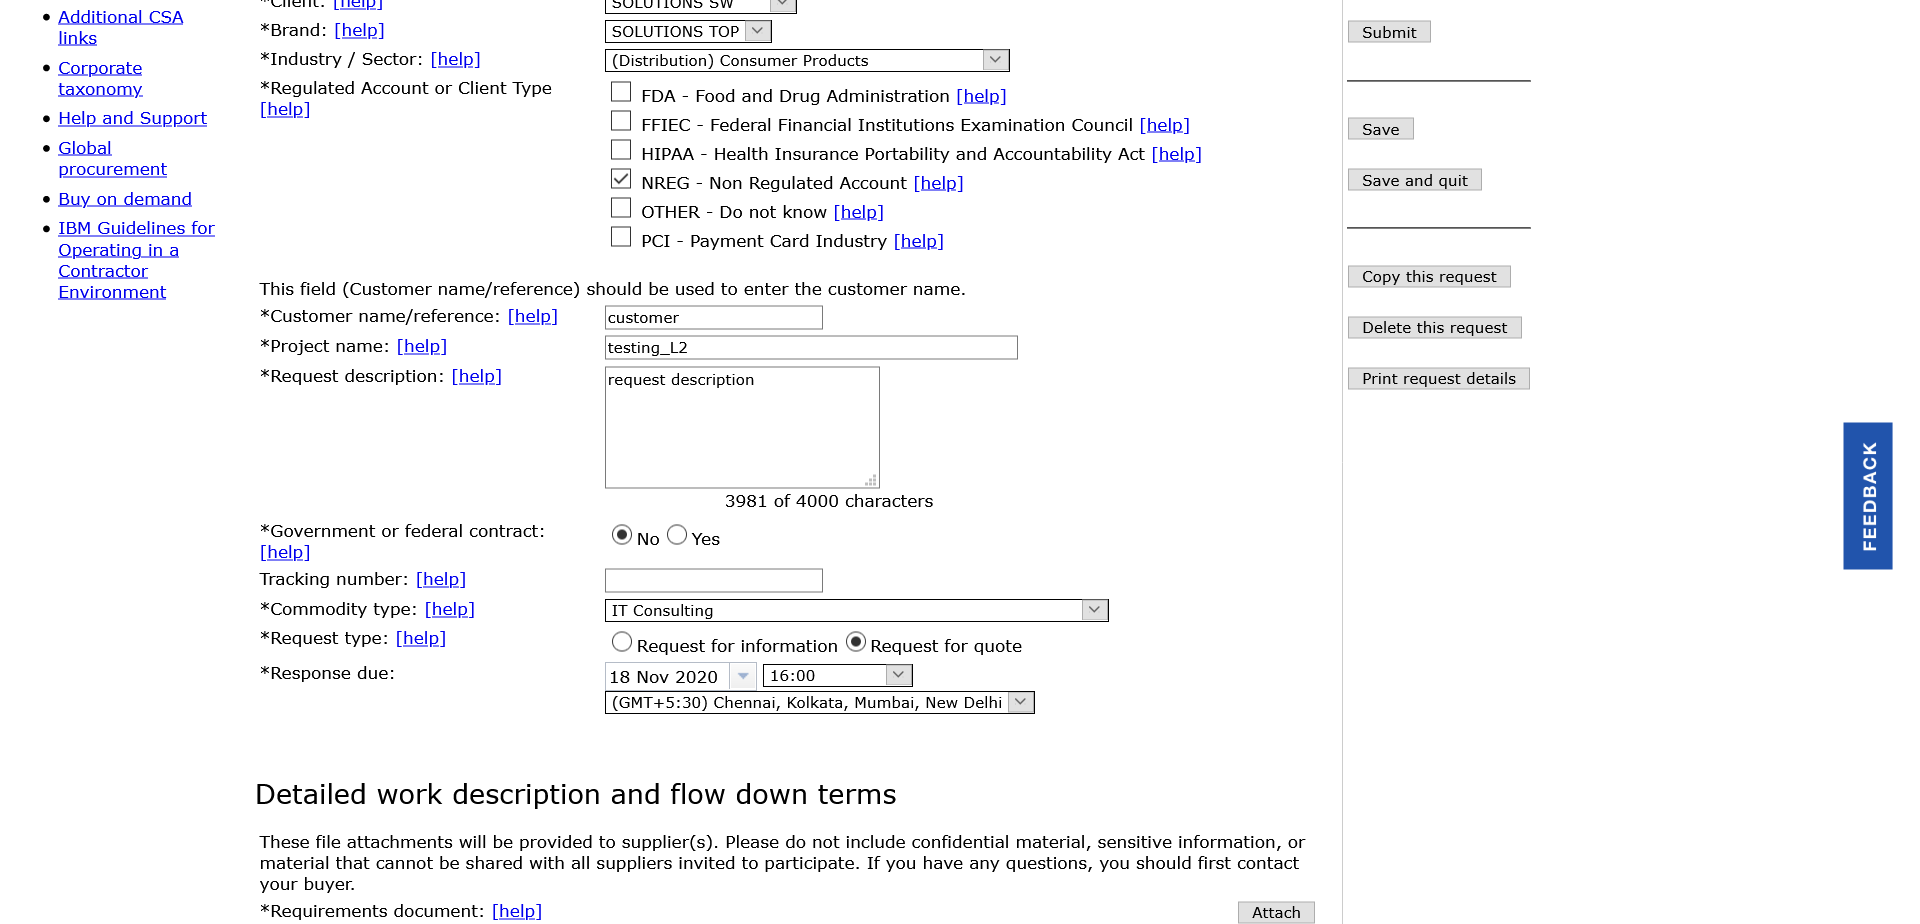 Additional CSA
links
Corporate
taxonomy
Help and Support
Global
procurement
Buy on demand
IBM Guidelines for
Operating in a
Contractor
Environment
*Client: [help] SOLUTIONS SW
*Brand: [help] SOLUTIONS TOP
*Industry / Sector: [help] (Distribution) Consumer Products
*Regulated Account or Client Type
[help]
FDA - Food and Drug Administration [help]
FFIEC - Federal Financial Institutions Examination Council [help]
HIPAA - Health Insurance Portability and Accountability Act [help]
NREG - Non Regulated Account [help]
OTHER - Do not know [help]
PCI - Payment Card Industry [help]
This field (Customer name/reference) should be used to enter the customer name.
*Customer name/reference: [help] customer
*Project name: [help] testing_L2
*Request description: [help] request description
3981 of 4000 characters
*Government or federal contract:
[help]
No Yes
Tracking number: [help]
*Commodity type: [help] IT Consulting
*Request type: [help] Request for information Request for quote
*Response due: 18 Nov 2020 16:00
(GMT+5:30) Chennai, Kolkata, Mumbai, New Delhi
Detailed work description and flow down terms
These file attachments will be provided to supplier(s). Please do not include confidential material, sensitive information, or
material that cannot be shared with all suppliers invited to participate. If you have any questions, you should first contact
your buyer.
*Requirements document: [help] Attach
Submit
Save
Save and quit
Copy this request
Delete this request
Print request details
FEEDBACK